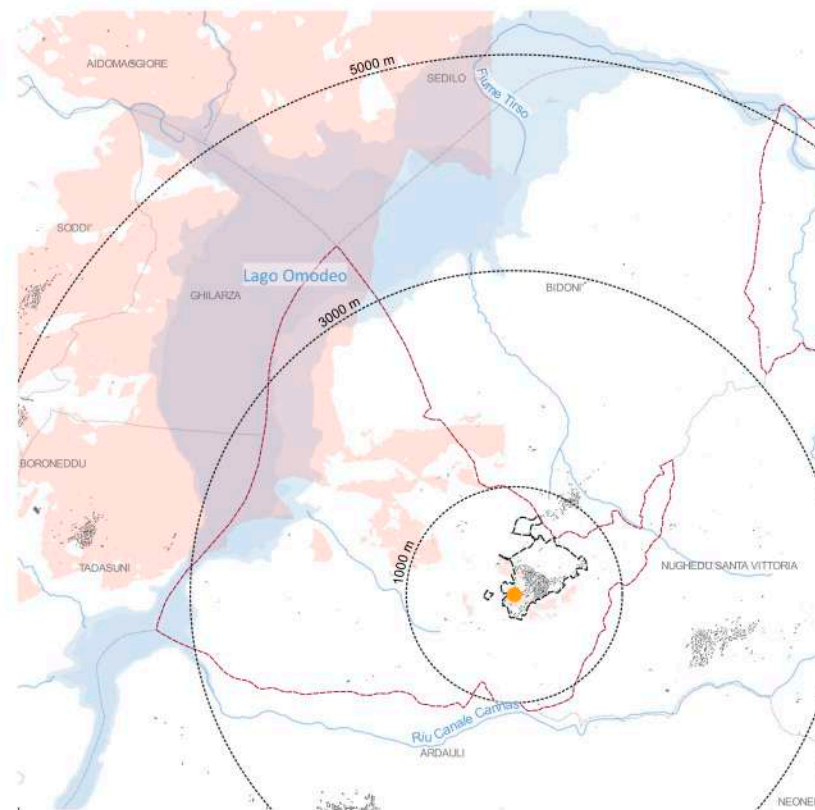 5000 m
AIDOMAGGIORE
SEDILO
Fiume Tirso
SODDI'
Lago Omodeo
GHILARZA
BIDONI'
3000 m
BORONEDDU
1000 m
TADASUNI
NUGHEDU SANTA VITTORIA
Riu Canale Cannas
ARDAULI
NEONE